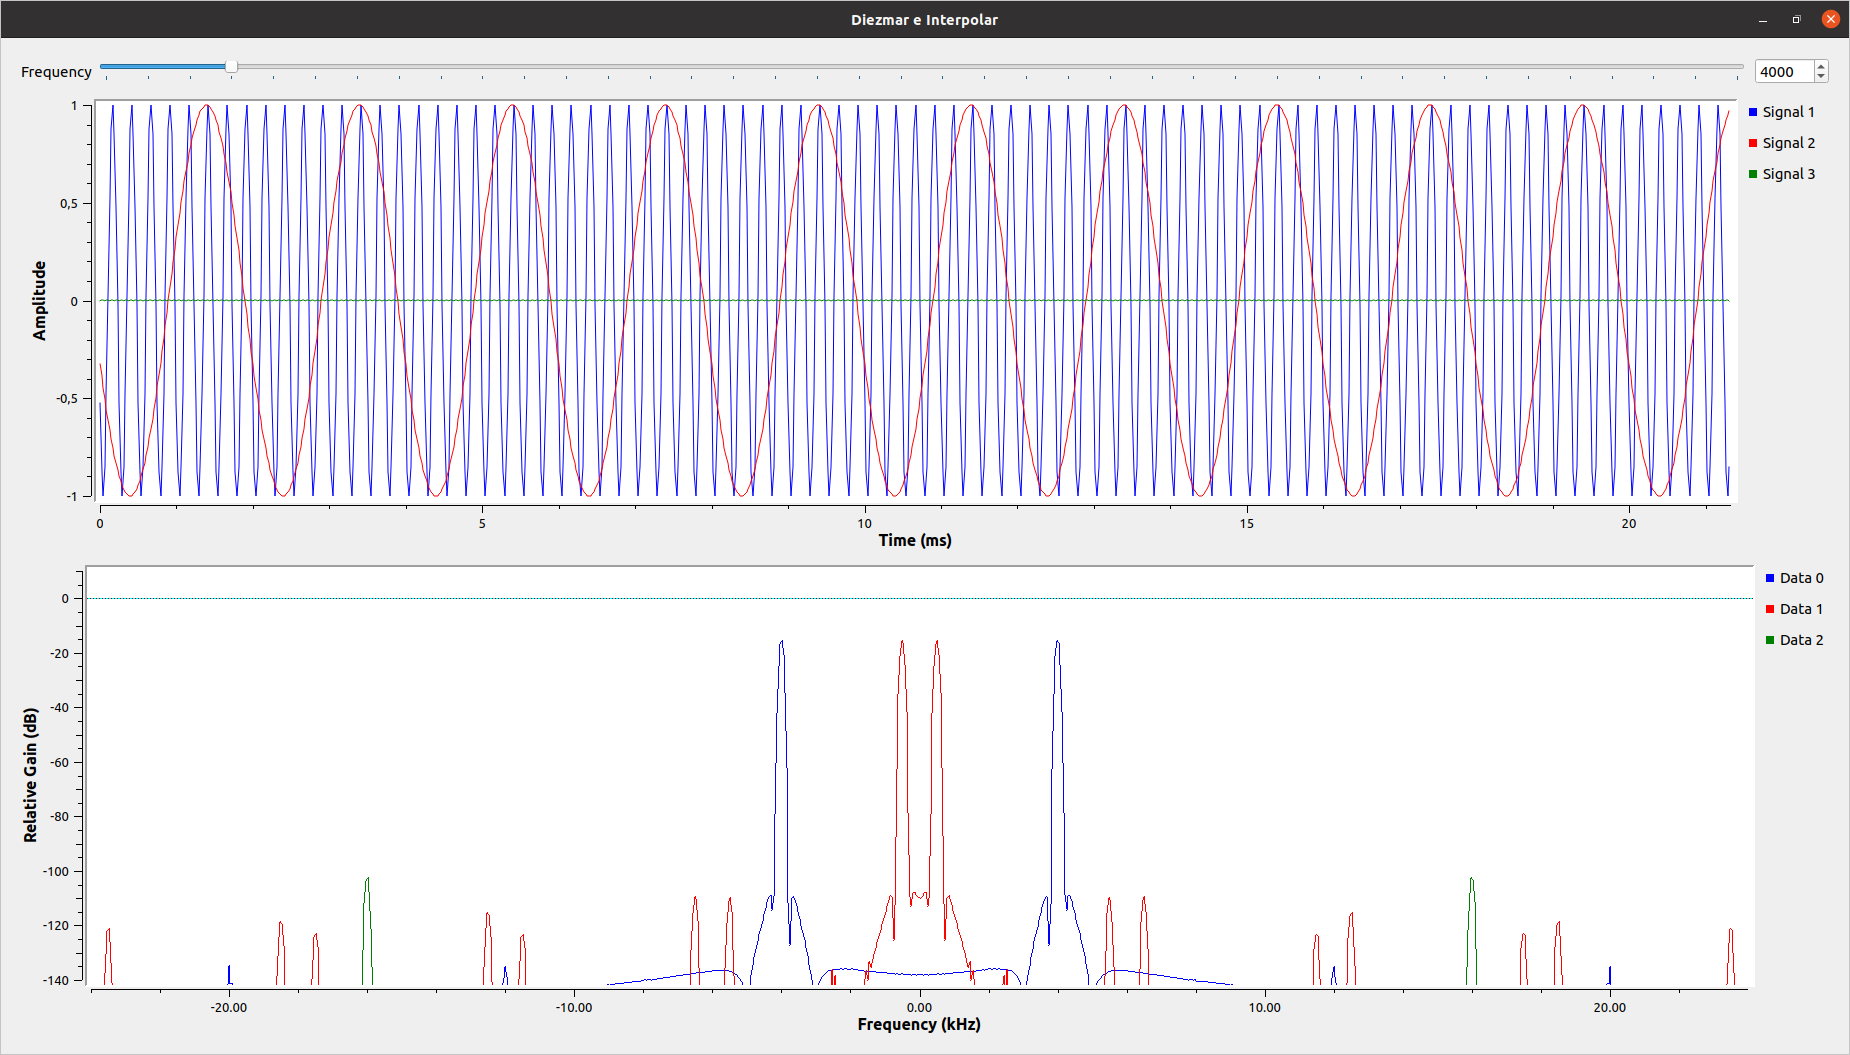 Diezmar e Interpolar
Frequency 4000
1
0,5
0
-0,5
-1
Amplitude
0 5 10 15 20
Time (ms)
Signal 1
Signal 2
Signal 3
0
-20
-40
-60
-80
-100
-120
-140
Relative Gain (dB)
-20.00 -10.00 0.00 10.00 20.00
Frequency (kHz)
Data 0
Data 1
Data 2